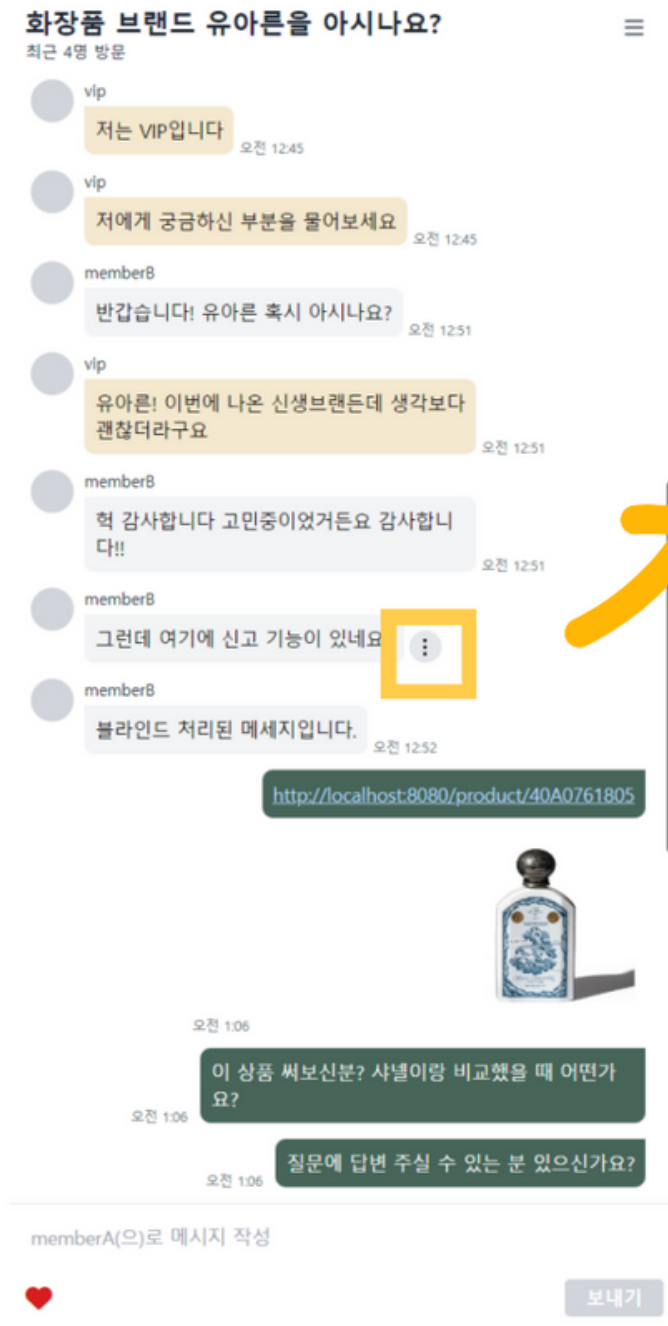 화장품 브랜드 유아른을 아시나요?
최근 4명 방문
vip
저는 VIP입니다
오전 12:45
vip
저에게 궁금하신 부분을 물어보세요
오전 12:45
memberB
반갑습니다! 유아른 혹시 아시나요?
오전 12:51
vip
유아른! 이번에 나온 신생브랜든데 생각보다
괜찮더라구요
오전 12:51
memberB
헉 감사합니다 고민중이었거든요 감사합니
다!!
오전 12:51
memberB
그런데 여기에 신고 기능이 있네요
memberB
블라인드 처리된 메세지입니다.
오전 12:52
http://localhost:8080/product/40A0761805
오전 1:06
이 상품 써보신분? 샤넬이랑 비교했을 때 어떤가
요?
오전 1:06
질문에 답변 주실 수 있는 분 있으신가요?
오전 1:06
memberA(으)로 메시지 작성
보내기